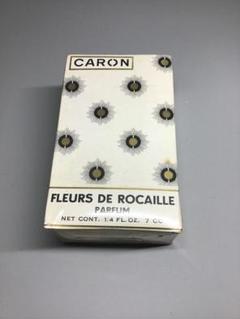 CARON
FLEURS DE ROCAILLE
PARFUM
NET CONT. 1/4 FL. OZ. 7 CC